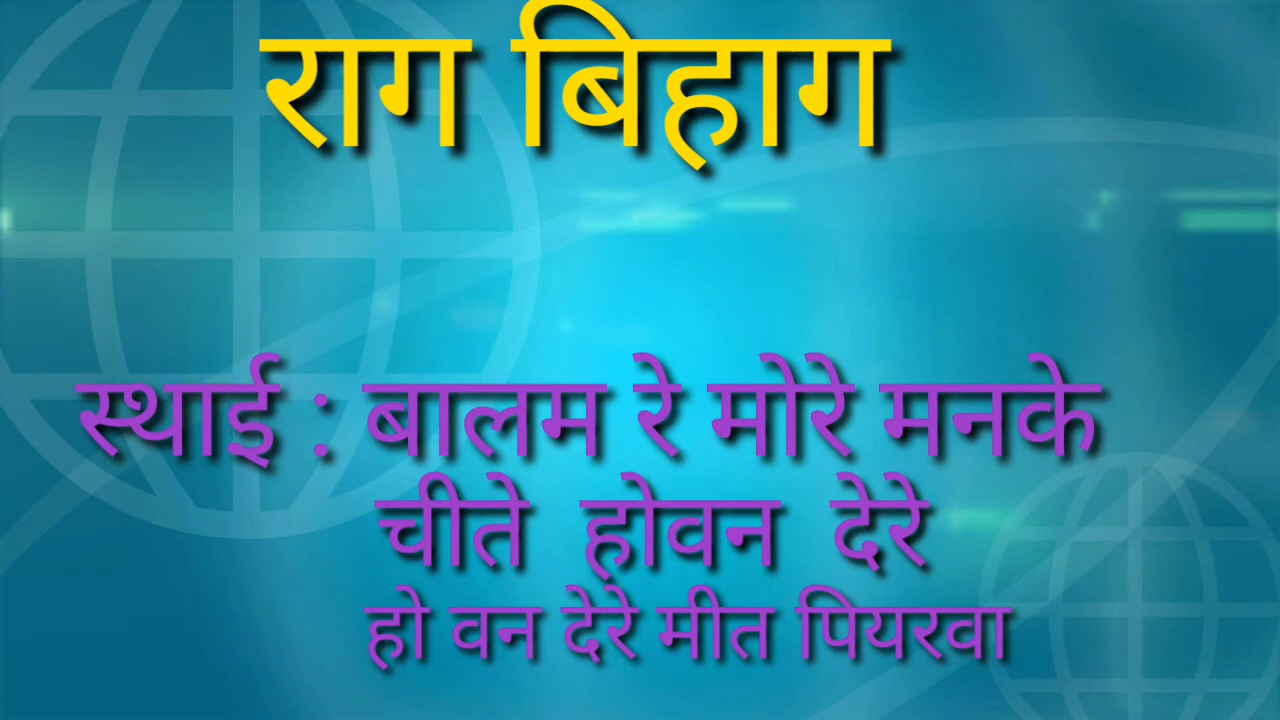 राग बिहाग
स्थाई : बालम रे मोरे मनके
चीते होवन देरे
हो वन देरे मीत पियरवा